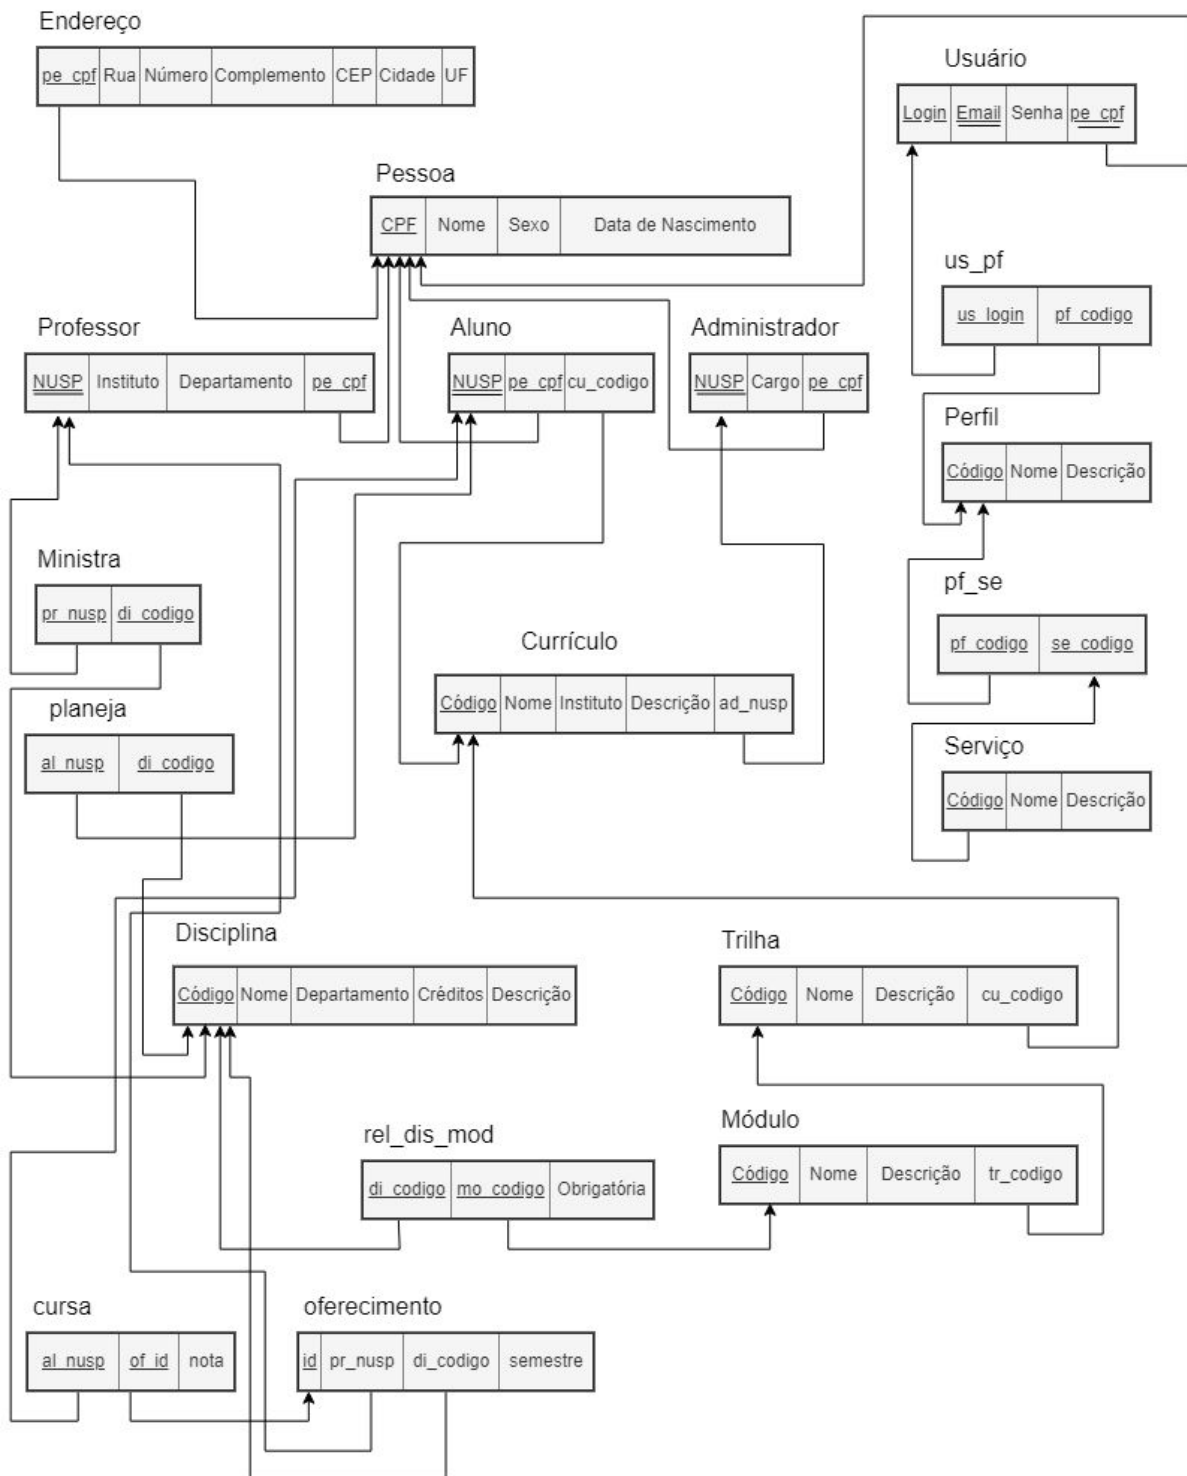 Endereço
pe_cpf Rua Número Complemento CEP Cidade UF
Usuário
Login Email Senha pe_cpf
Pessoa
CPF Nome Sexo Data de Nascimento
us_pf
us_login pf_codigo
Professor
NUSP Instituto Departamento pe_cpf
Aluno
NUSP pe_cpf cu_codigo
Administrador
NUSP Cargo pe_cpf
Perfil
Código Nome Descrição
Ministra
pr_nusp di_codigo
pf_se
pf_codigo se_codigo
Currículo
Código Nome Instituto Descrição ad_nusp
planeja
al_nusp di_codigo
Serviço
Código Nome Descrição
Disciplina
Código Nome Departamento Créditos Descrição
Trilha
Código Nome Descrição cu_codigo
Módulo
Código Nome Descrição tr_codigo
rel_dis_mod
di_codigo mo_codigo Obrigatória
cursa
al_nusp of_id nota
oferecimento
id pr_nusp di_codigo semestre